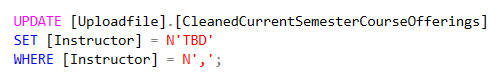 UPDATE [Uploadfile].[CleanedCurrentSemesterCourseOfferings]
SET [Instructor] = N'TBD'
WHERE [Instructor] = N',';